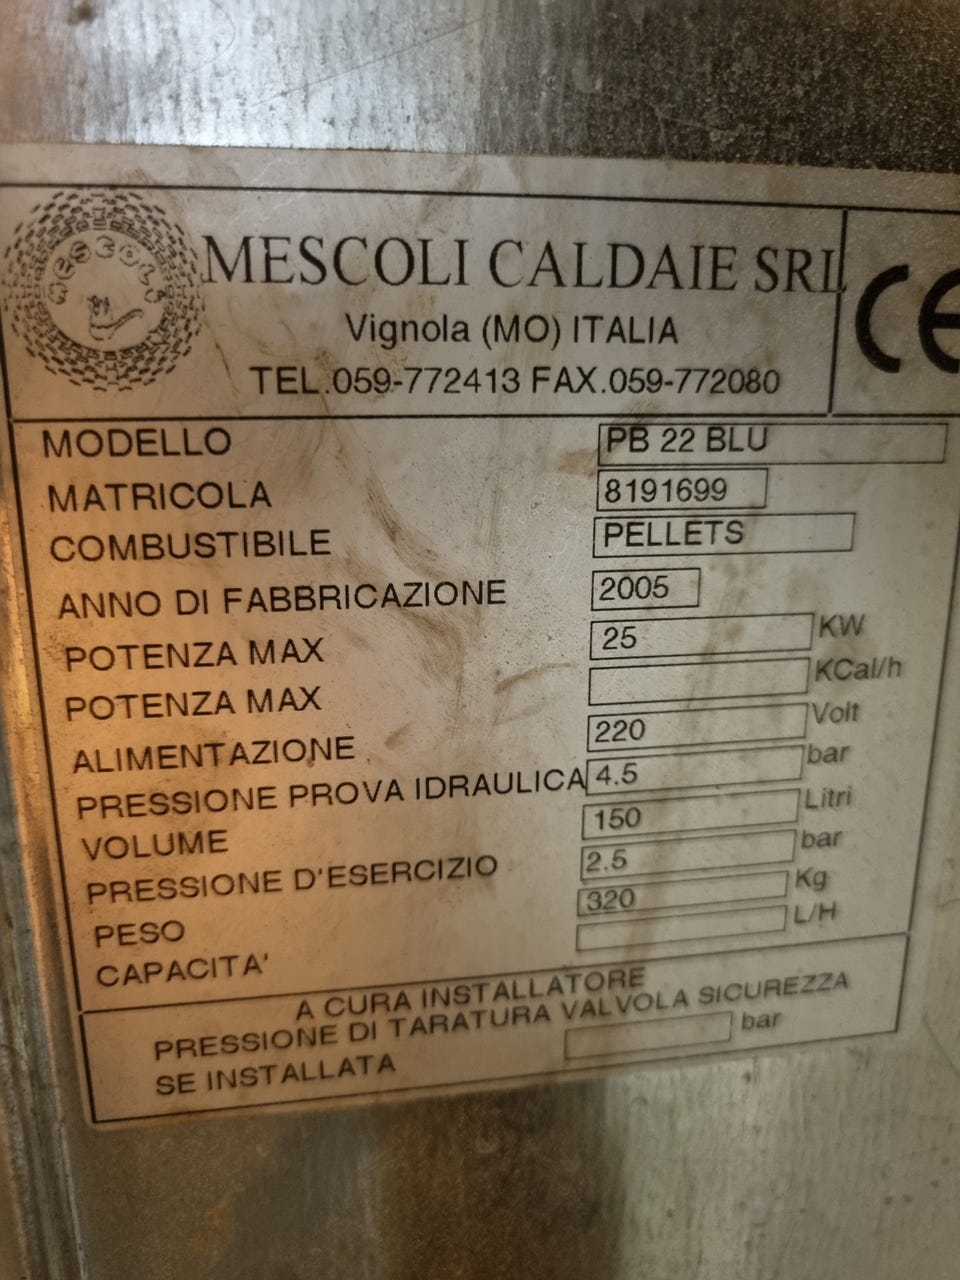 MESCOLI
MESCOLI CALDAIE SRL
CE
Vignola (MO) ITALIA
TEL.059-772413 FAX.059-772080
MODELLO PB 22 BLU
MATRICOLA 8191699
COMBUSTIBILE PELLETS
ANNO DI FABBRICAZIONE 2005
POTENZA MAX 25 KW
POTENZA MAX KCal/h
ALIMENTAZIONE 220 Volt
PRESSIONE PROVA IDRAULICA 4.5 bar
VOLUME 150 Litri
PRESSIONE D'ESERCIZIO 2.5 bar
PESO 320 Kg
CAPACITA' L/H
A CURA INSTALLATORE
PRESSIONE DI TARATURA VALVOLA SICUREZZA
SE INSTALLATA bar